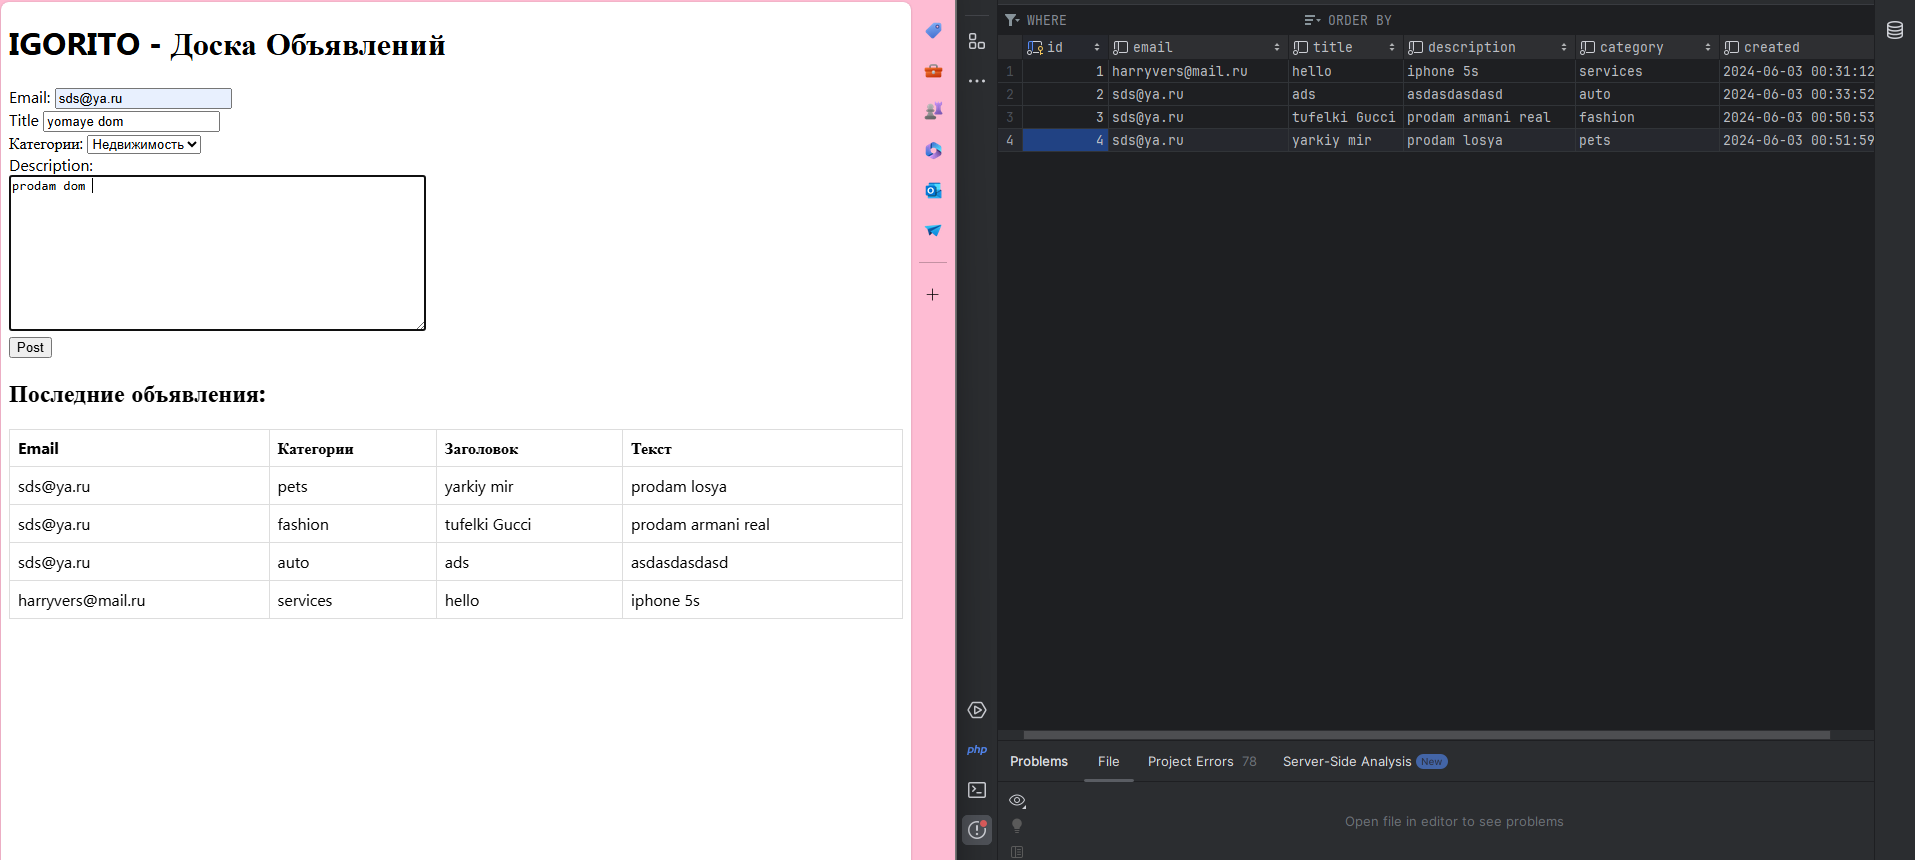 IGORITO - Доска Объявлений
Email: sds@ya.ru
Title yomaye dom
Категории: Недвижимость
Description:
prodam dom
Post
Последние объявления:
Email Категории Заголовок Текст
sds@ya.ru pets yarkiy mir prodam losya
sds@ya.ru fashion tufelki Gucci prodam armani real
sds@ya.ru auto ads asdasdasdasd
harryvers@mail.ru services hello iphone 5s
WHERE ORDER BY
id email title description category created
1 1 harryvers@mail.ru hello iphone 5s services 2024-06-03 00:31:12
2 2 sds@ya.ru ads asdasdasdasd auto 2024-06-03 00:33:52
3 3 sds@ya.ru tufelki Gucci prodam armani real fashion 2024-06-03 00:50:53
4 4 sds@ya.ru yarkiy mir prodam losya pets 2024-06-03 00:51:59
php
Problems File Project Errors 78 Server-Side Analysis New
Open file in editor to see problems